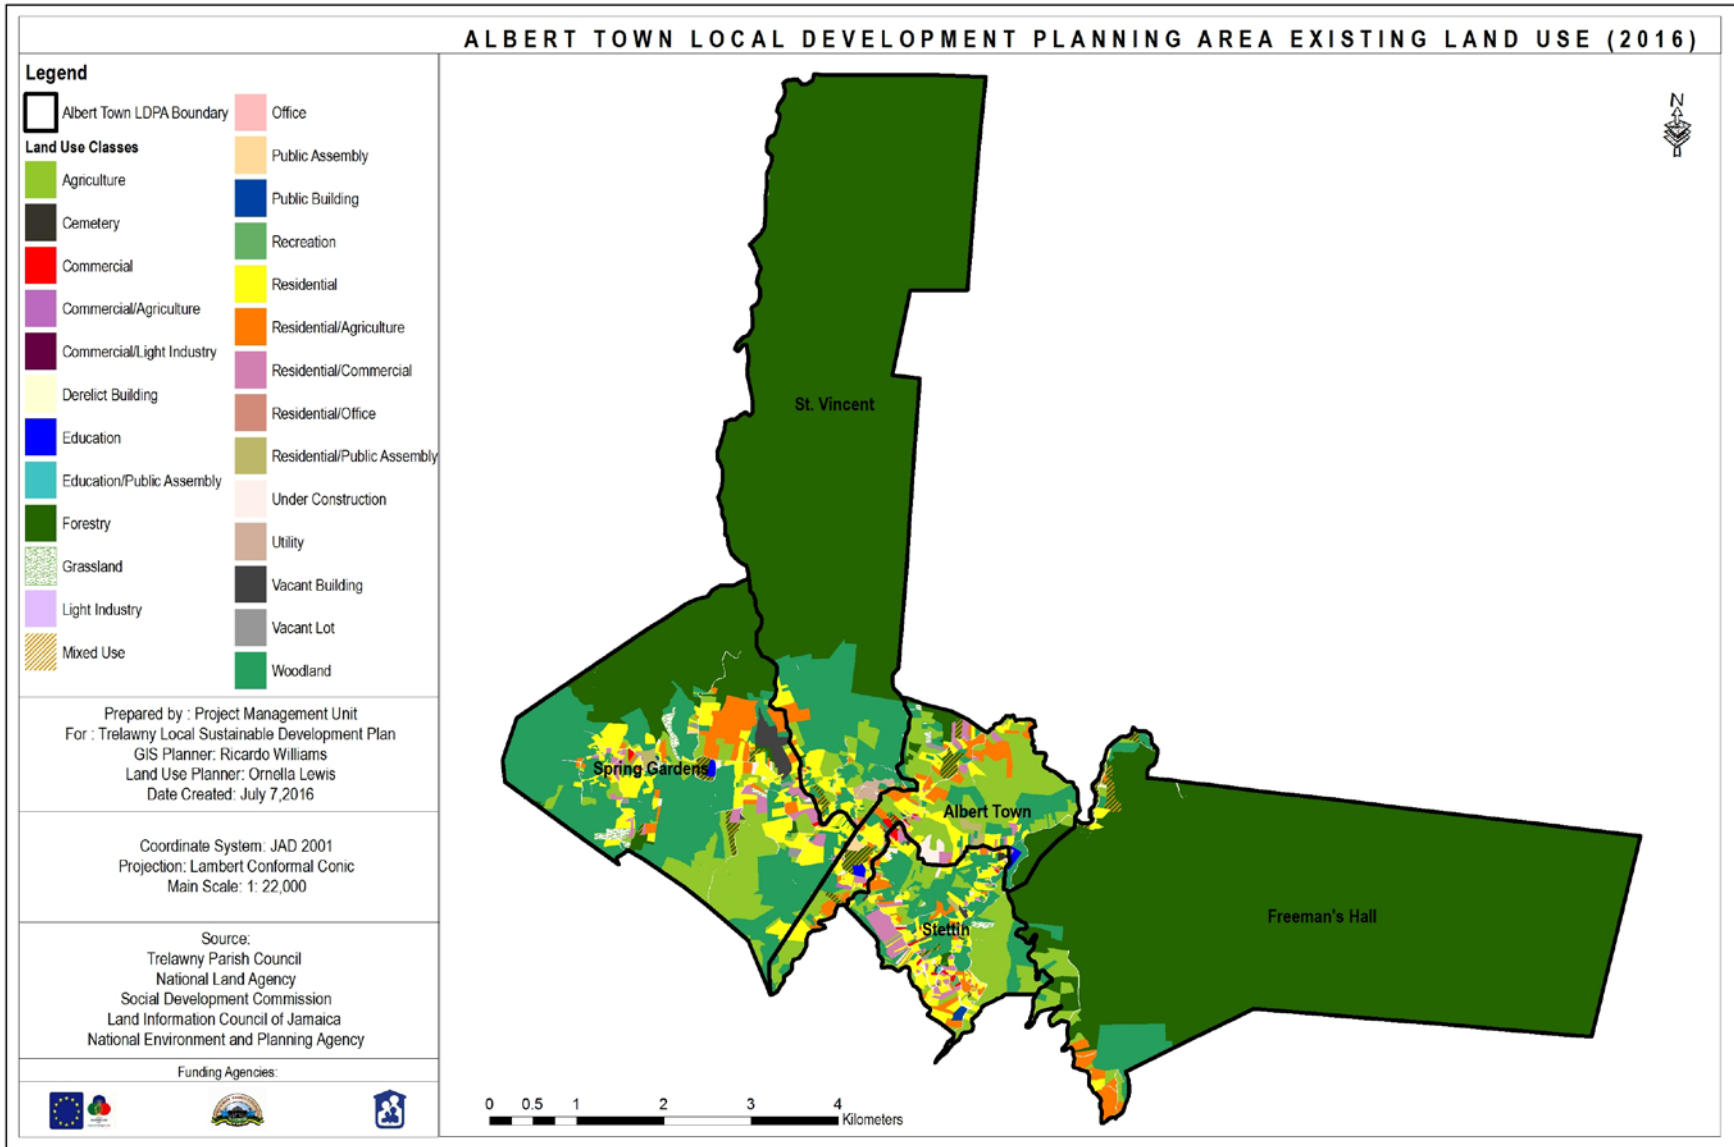 ALBERT TOWN LOCAL DEVELOPMENT PLANNING AREA EXISTING LAND USE (2016)
Legend
Albert Town LDPA Boundary
Land Use Classes
Agriculture
Cemetery
Commercial
Commercial/Agriculture
Commercial/Light Industry
Derelict Building
Education
Education/Public Assembly
Forestry
Grassland
Light Industry
Mixed Use
Office
Public Assembly
Public Building
Recreation
Residential
Residential/Agriculture
Residential/Commercial
Residential/Office
Residential/Public Assembly
Under Construction
Utility
Vacant Building
Vacant Lot
Woodland
Prepared by : Project Management Unit
For : Trelawny Local Sustainable Development Plan
GIS Planner: Ricardo Williams
Land Use Planner: Ornella Lewis
Date Created: July 7,2016
Coordinate System: JAD 2001
Projection: Lambert Conformal Conic
Main Scale: 1: 22,000
Source:
Trelawny Parish Council
National Land Agency
Social Development Commission
Land Information Council of Jamaica
National Environment and Planning Agency
Funding Agencies:
N
St. Vincent
Spring Gardens
Albert Town
Stettin
Freeman's Hall
0 0.5 1 2 3 4
Kilometers